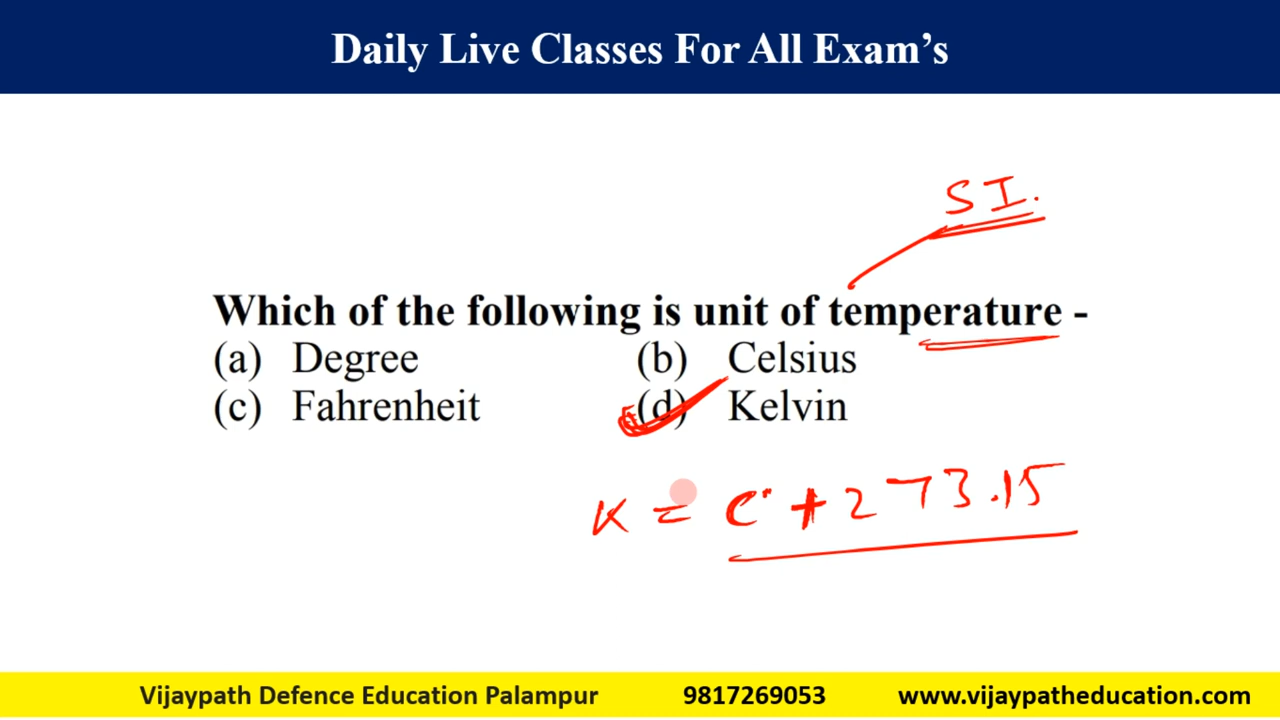 Daily Live Classes For All Exam’s
SI.
Which of the following is unit of temperature -
(a) Degree (b) Celsius
(c) Fahrenheit (d) Kelvin
K = C° + 273.15
Vijaypath Defence Education Palampur 9817269053 www.vijaypatheducation.com